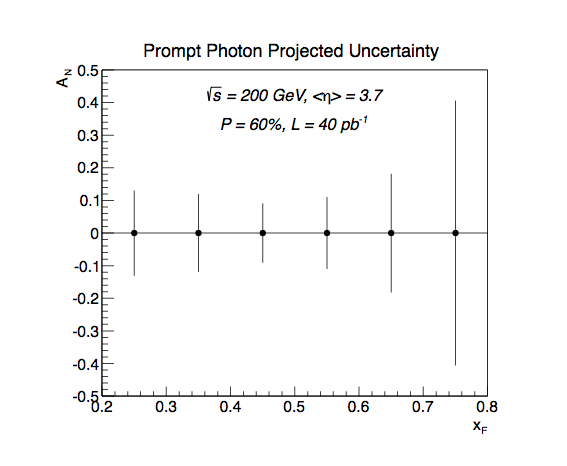 Prompt Photon Projected Uncertainty
A_N
√s = 200 GeV, <η> = 3.7
P = 60%, L = 40 pb⁻¹
0.5
0.4
0.3
0.2
0.1
0
-0.1
-0.2
-0.3
-0.4
-0.5
0.2 0.3 0.4 0.5 0.6 0.7 0.8
x_F